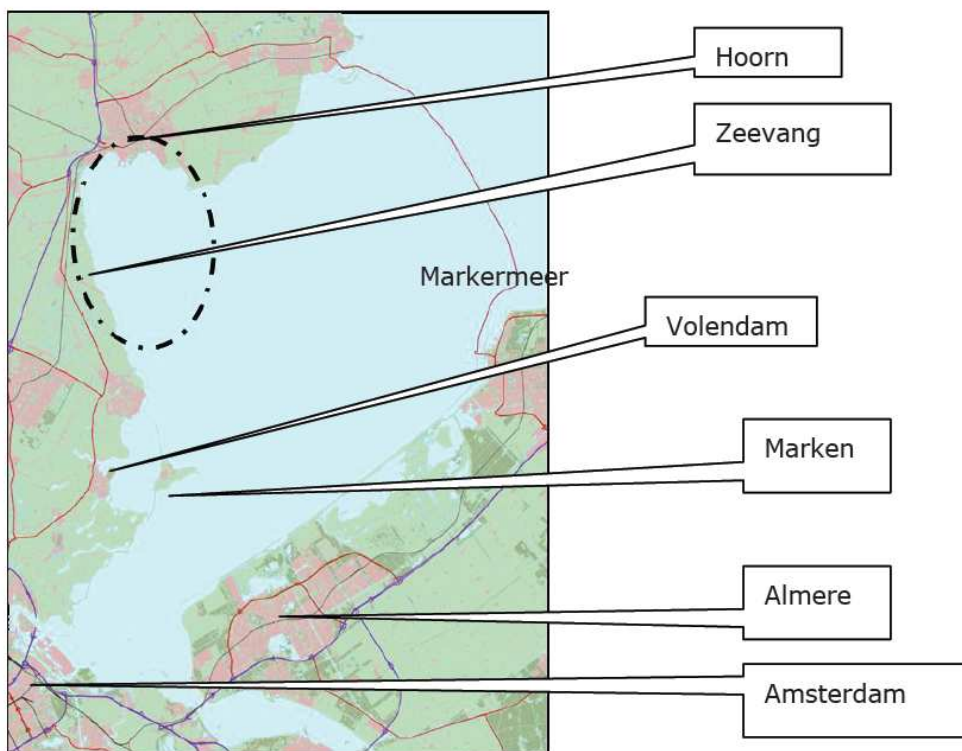 Hoorn
Zeevang
Markermeer
Volendam
Marken
Almere
Amsterdam